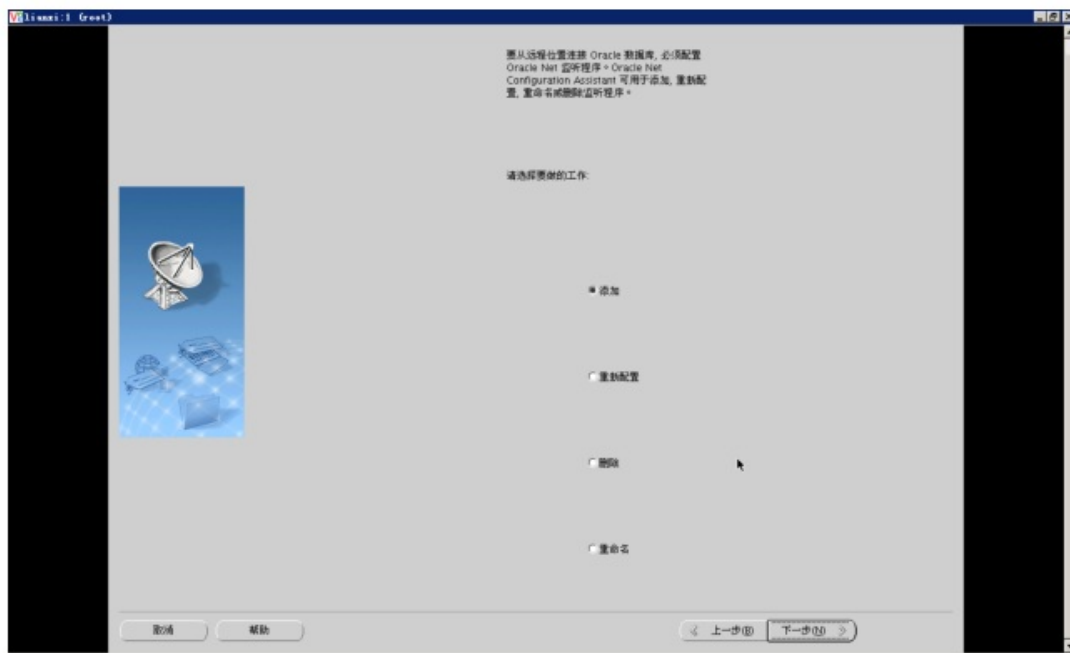 lianxi:1 (root)
要从远程位置连接 Oracle 数据库, 必须配置
Oracle Net 监听程序。Oracle Net
Configuration Assistant 可用于添加, 重新配
置, 重命名或删除监听程序。
请选择要做的工作:
添加
重新配置
删除
重命名
取消
帮助
上一步(B)
下一步(N)